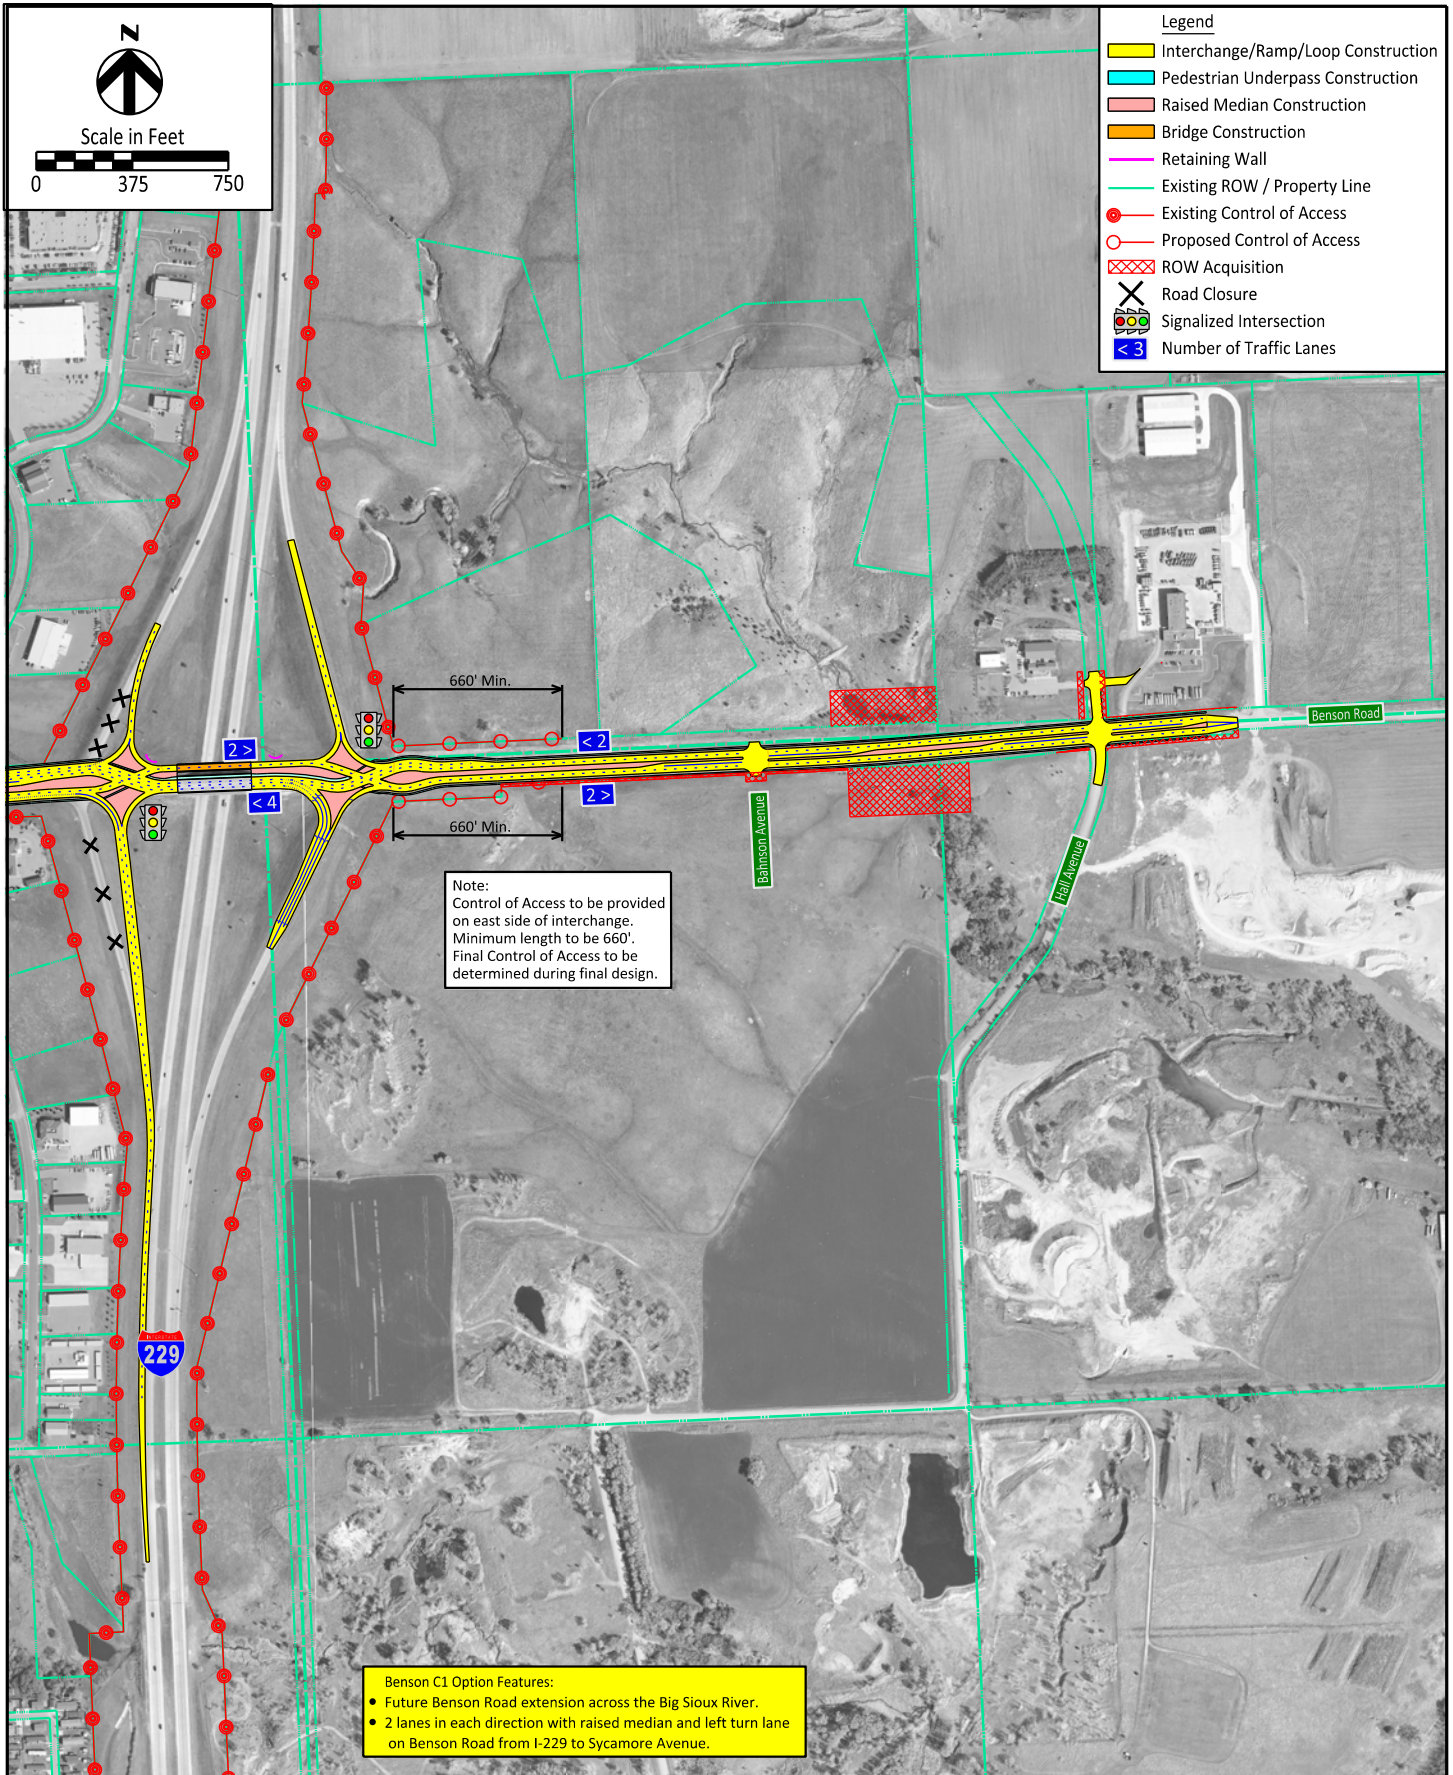 N
Scale in Feet
0 375 750
Legend
Interchange/Ramp/Loop Construction
Pedestrian Underpass Construction
Raised Median Construction
Bridge Construction
Retaining Wall
Existing ROW / Property Line
Existing Control of Access
Proposed Control of Access
ROW Acquisition
Road Closure
Signalized Intersection
< 3 Number of Traffic Lanes
660' Min.
Benson Road
2 >
< 2
< 4
2 >
660' Min.
Bahnson Avenue
Hall Avenue
Note:
Control of Access to be provided
on east side of interchange.
Minimum length to be 660'.
Final Control of Access to be
determined during final design.
INTERSTATE
229
Benson C1 Option Features:
• Future Benson Road extension across the Big Sioux River.
• 2 lanes in each direction with raised median and left turn lane
on Benson Road from I-229 to Sycamore Avenue.